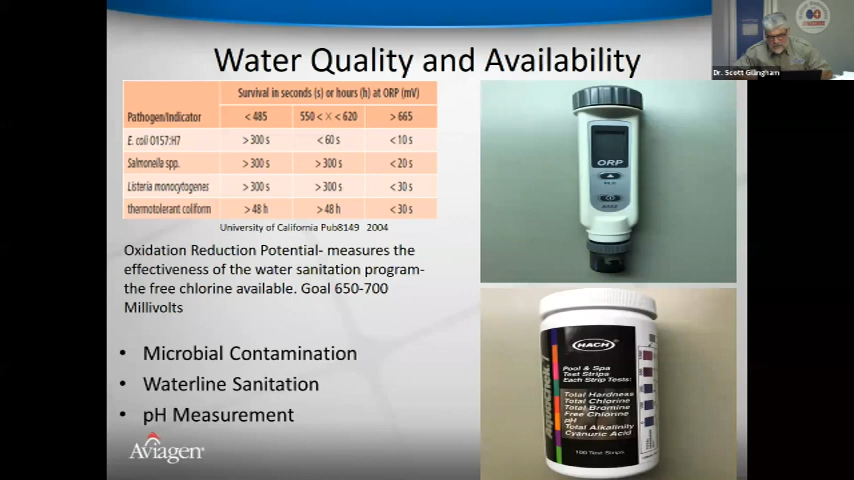 Water Quality and Availability
Dr. Scott Gillingham
Survival in seconds (s) or hours (h) at ORP (mV)
Pathogen/Indicator < 485 550 < × < 620 > 665
E. coli O157:H7 > 300 s < 60 s < 10 s
Salmonella spp. > 300 s > 300 s < 20 s
Listeria monocytogenes > 300 s > 300 s < 30 s
thermotolerant coliform > 48 h > 48 h < 30 s
University of California Pub8149 2004
Oxidation Reduction Potential- measures the
effectiveness of the water sanitation program-
the free chlorine available. Goal 650-700
Millivolts
• Microbial Contamination
• Waterline Sanitation
• pH Measurement
Aviagen
ORP
HACH
AquaChek 7
Pool & Spa
Test Strips
Each Strip Tests:
Total Hardness
Total Chlorine
Total Bromine
Free Chlorine
pH
Total Alkalinity
Cyanuric Acid
100 Test Strips